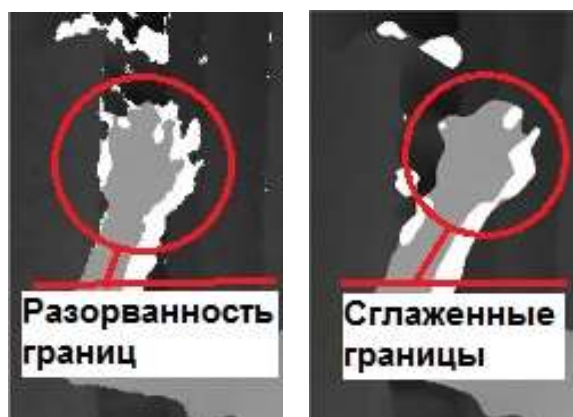 Разорванность
границ
Сглаженные
границы